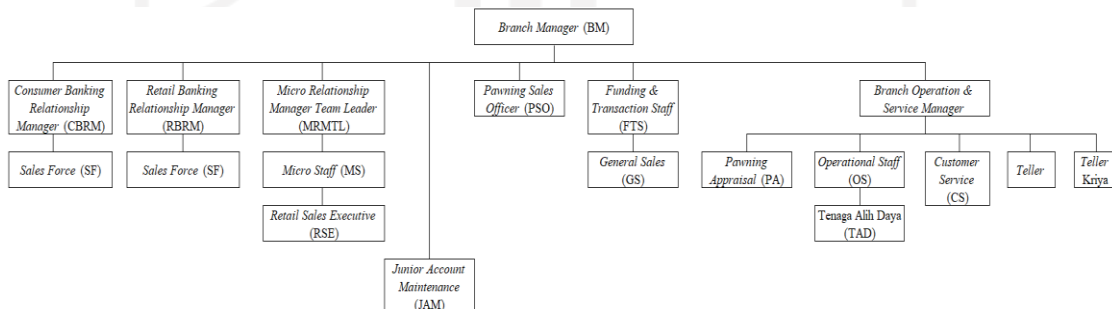 Branch Manager (BM)
Consumer Banking
Relationship
Manager (CBRM)
Retail Banking
Relationship Manager
(RBRM)
Micro Relationship
Manager Team Leader
(MRMTL)
Pawning Sales
Officer (PSO)
Funding &
Transaction Staff
(FTS)
Branch Operation &
Service Manager
Sales Force (SF)
Sales Force (SF)
Micro Staff (MS)
General Sales
(GS)
Pawning
Appraisal (PA)
Operational Staff
(OS)
Customer
Service
(CS)
Teller
Teller
Kriya
Retail Sales Executive
(RSE)
Tenaga Alih Daya
(TAD)
Junior Account
Maintenance
(JAM)